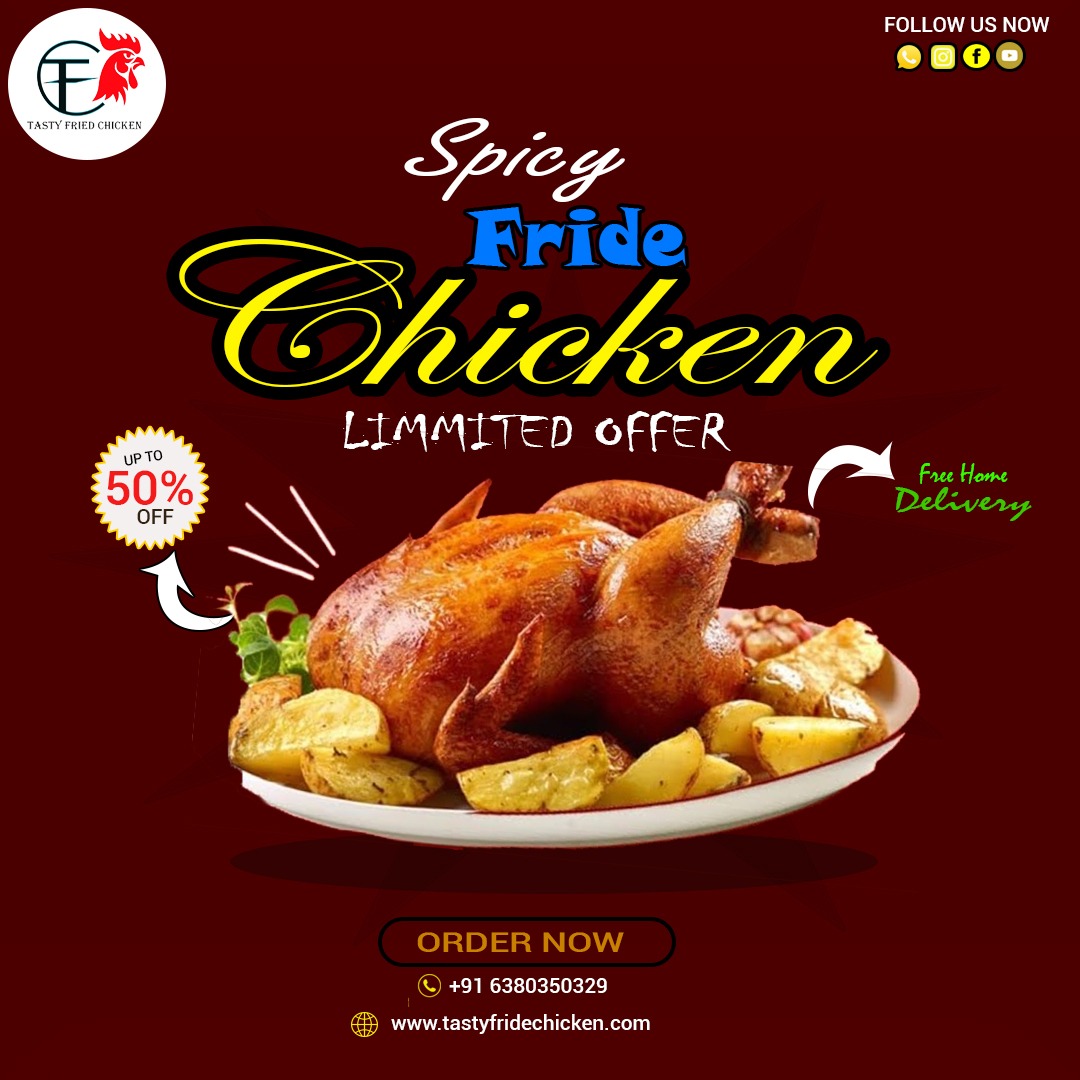 TF
TASTY FRIED CHICKEN
FOLLOW US NOW
Spicy
Fride
Chicken
LIMMITED OFFER
UP TO
50%
OFF
Free Home
Delivery
ORDER NOW
+91 6380350329
www.tastyfridechicken.com